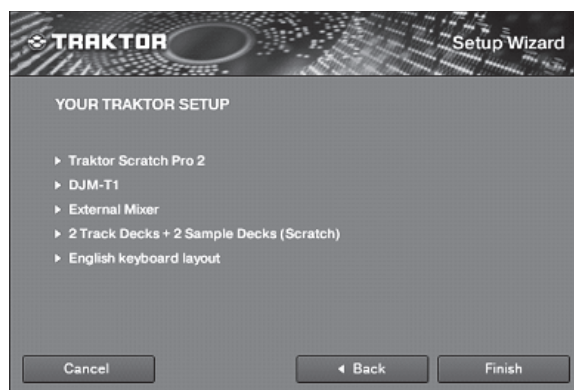 TRAKTOR
Setup Wizard
YOUR TRAKTOR SETUP
Traktor Scratch Pro 2
DJM-T1
External Mixer
2 Track Decks + 2 Sample Decks (Scratch)
English keyboard layout
Cancel
Back
Finish